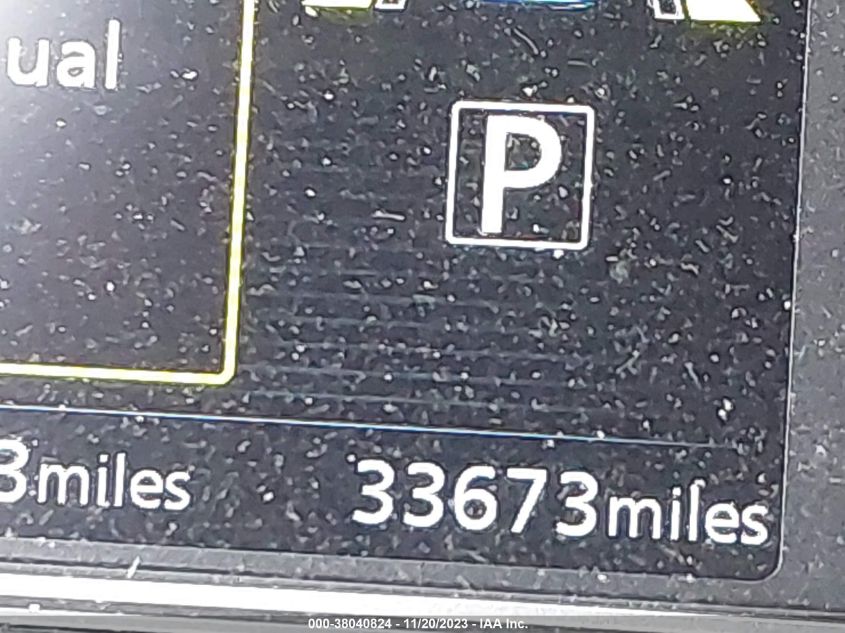 ual
P
3miles 33673miles
000-38040824 - 11/20/2023 - IAA Inc.